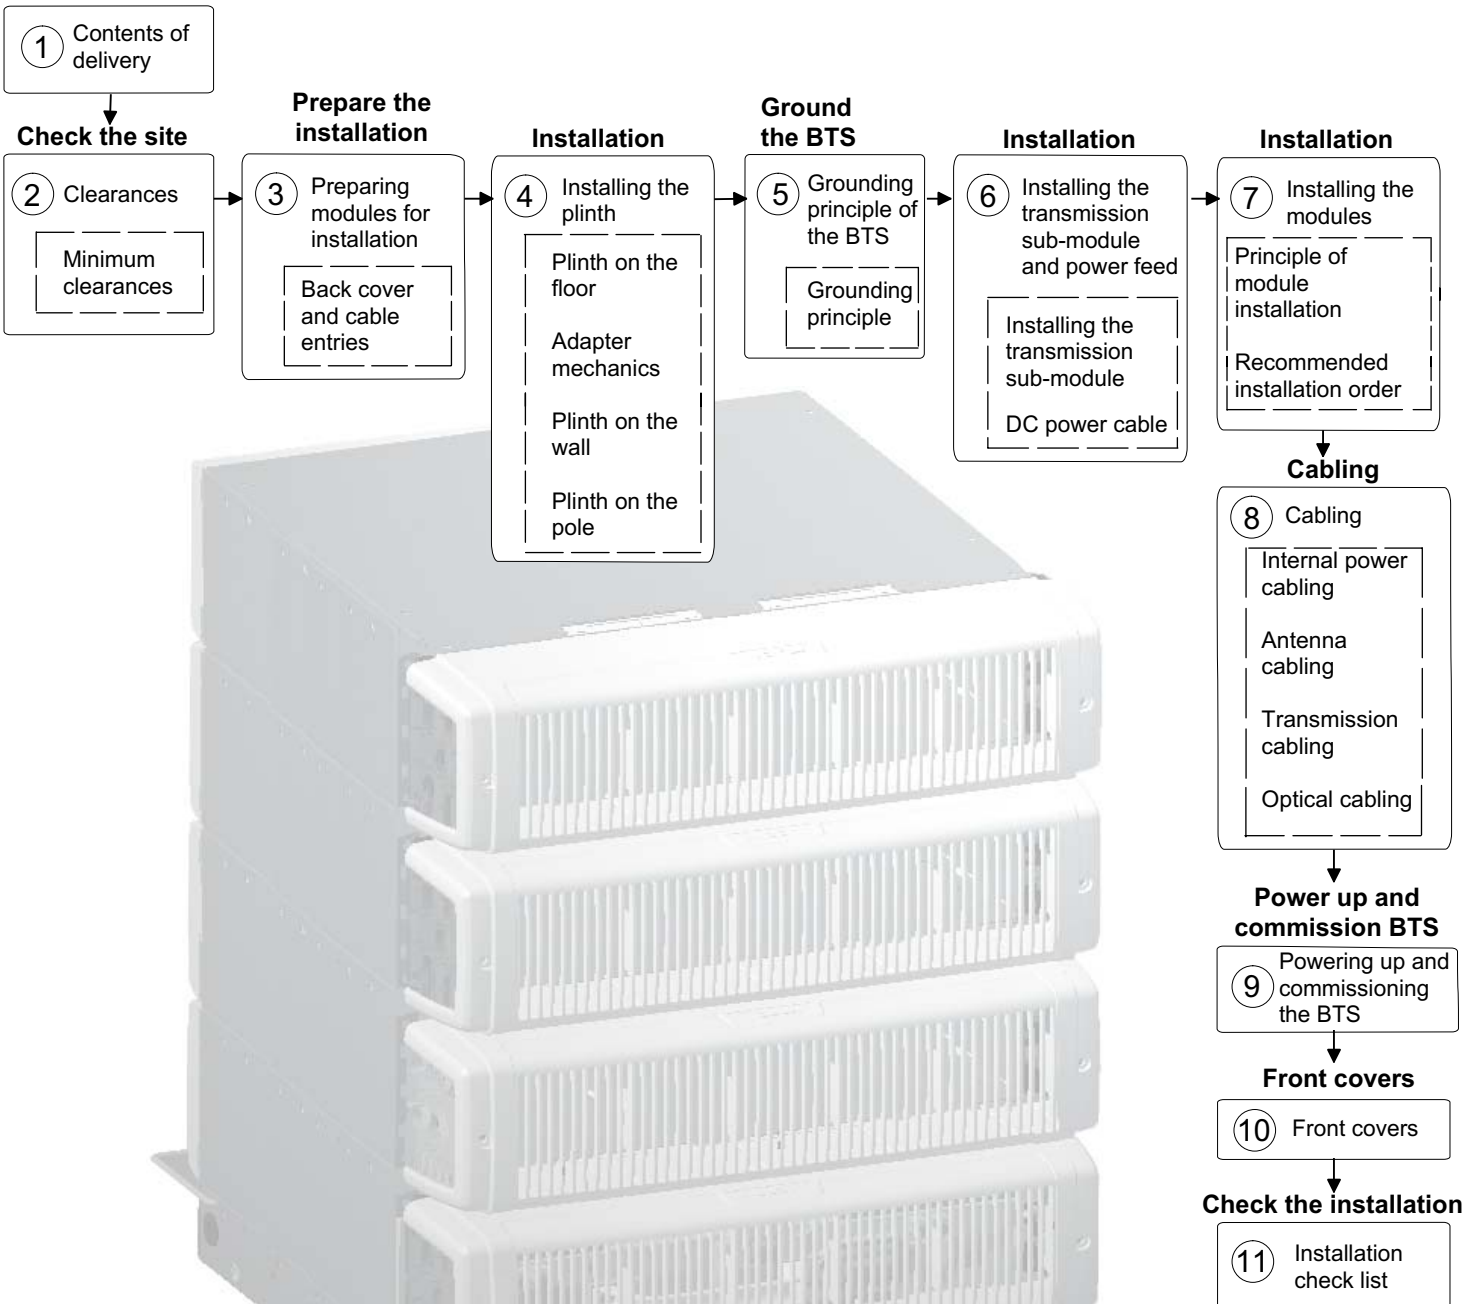 1
Contents of
delivery
Check the site
2
Clearances
Minimum
clearances
Prepare the
installation
3
Preparing
modules for
installation
Back cover
and cable
entries
Installation
4
Installing the
plinth
Plinth on the
floor
Adapter
mechanics
Plinth on the
wall
Plinth on the
pole
Ground
the BTS
5
Grounding
principle of
the BTS
Grounding
principle
Installation
6
Installing the
transmission
sub-module
and power feed
Installing the
transmission
sub-module
DC power cable
Installation
7
Installing the
modules
Principle of
module
installation
Recommended
installation order
Cabling
8
Cabling
Internal power
cabling
Antenna
cabling
Transmission
cabling
Optical cabling
Power up and
commission BTS
9
Powering up and
commissioning
the BTS
Front covers
10
Front covers
Check the installation
11
Installation
check list